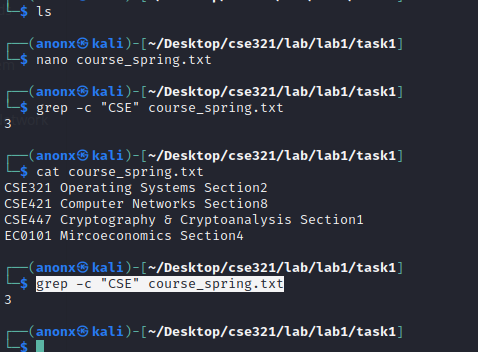 └─$ ls
┌──(anonx㉿kali)-[~/Desktop/cse321/lab/lab1/task1]
└─$ nano course_spring.txt
┌──(anonx㉿kali)-[~/Desktop/cse321/lab/lab1/task1]
└─$ grep -c "CSE" course_spring.txt
3
┌──(anonx㉿kali)-[~/Desktop/cse321/lab/lab1/task1]
└─$ cat course_spring.txt
CSE321 Operating Systems Section2
CSE421 Computer Networks Section8
CSE447 Cryptography & Cryptoanalysis Section1
ECO101 Mircoeconomics Section4
┌──(anonx㉿kali)-[~/Desktop/cse321/lab/lab1/task1]
└─$ grep -c "CSE" course_spring.txt
3
┌──(anonx㉿kali)-[~/Desktop/cse321/lab/lab1/task1]
└─$